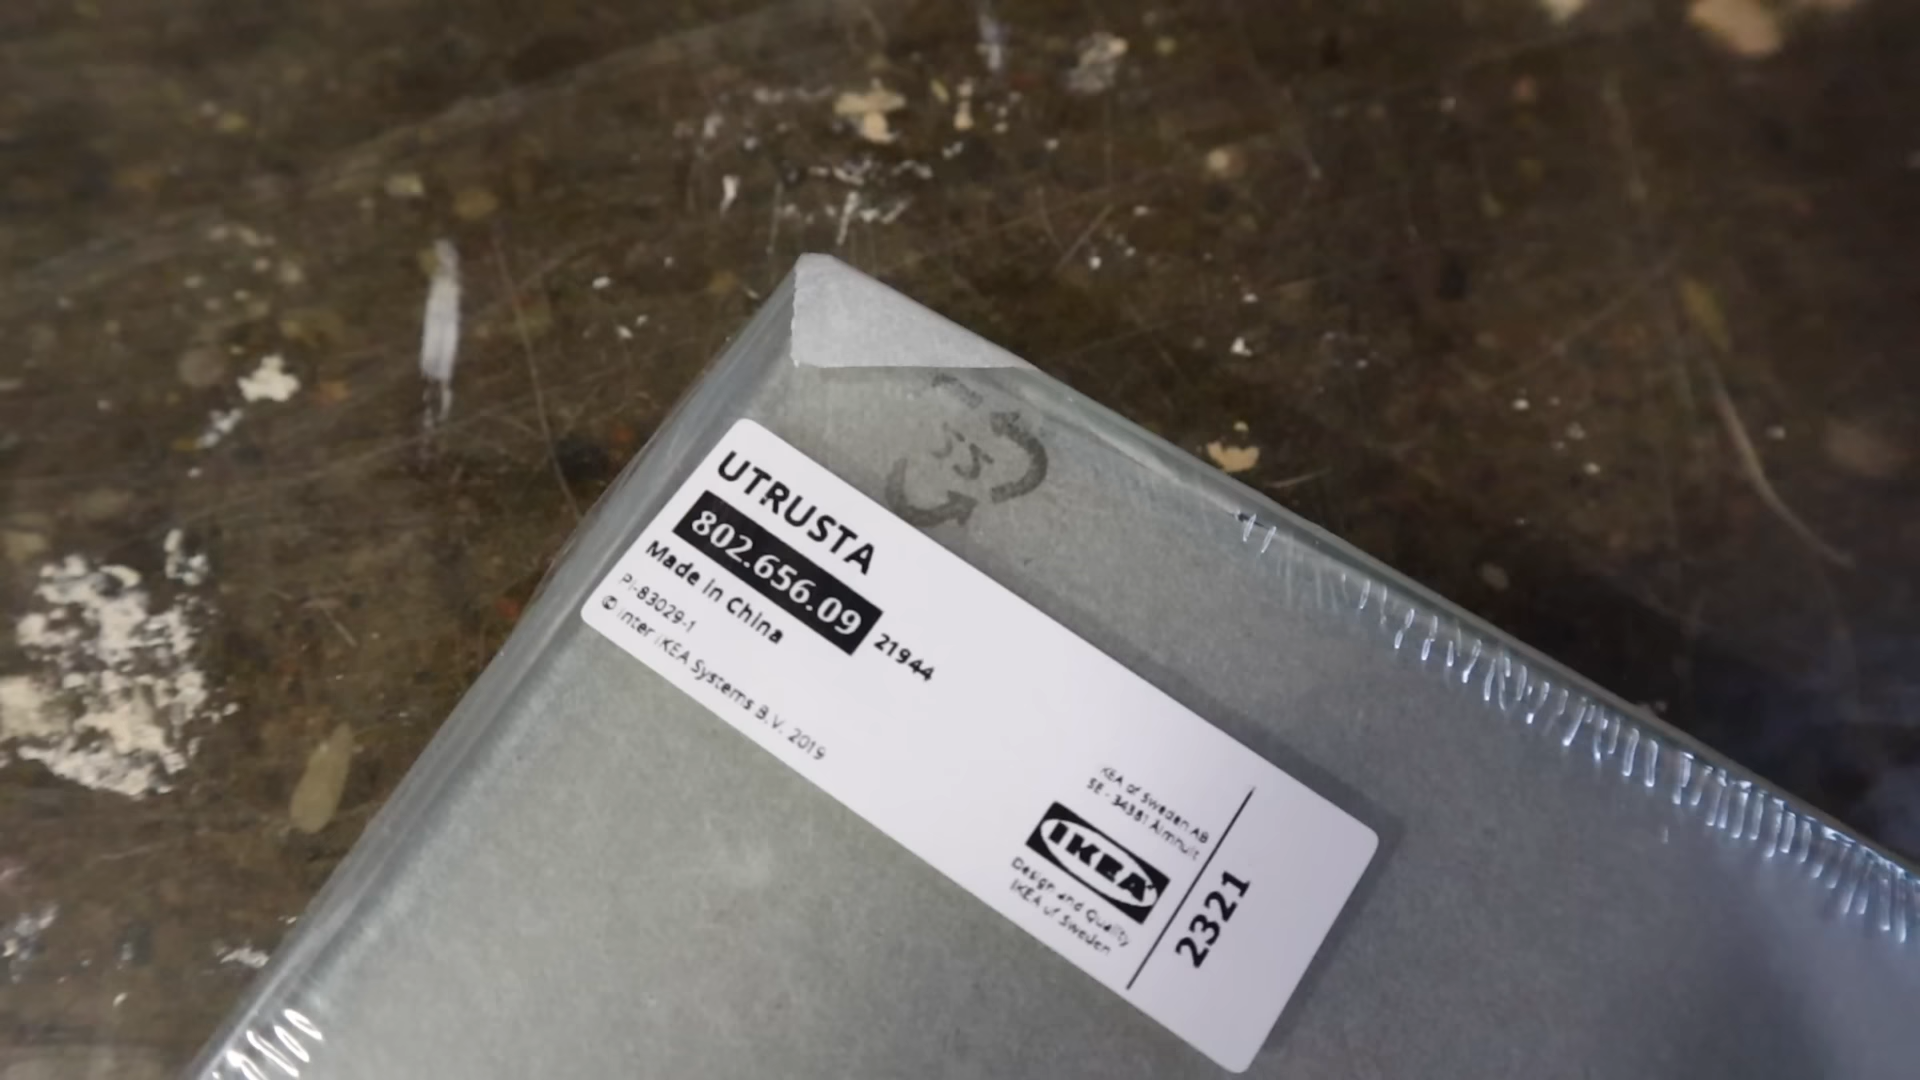 UTRUSTA
802.656.09 21944
Made in China
PI-83029-1
© Inter IKEA Systems B.V. 2019
IKEA of Sweden AB
SE - 34381 Älmhult
IKEA
Design and Quality
IKEA of Sweden
2321